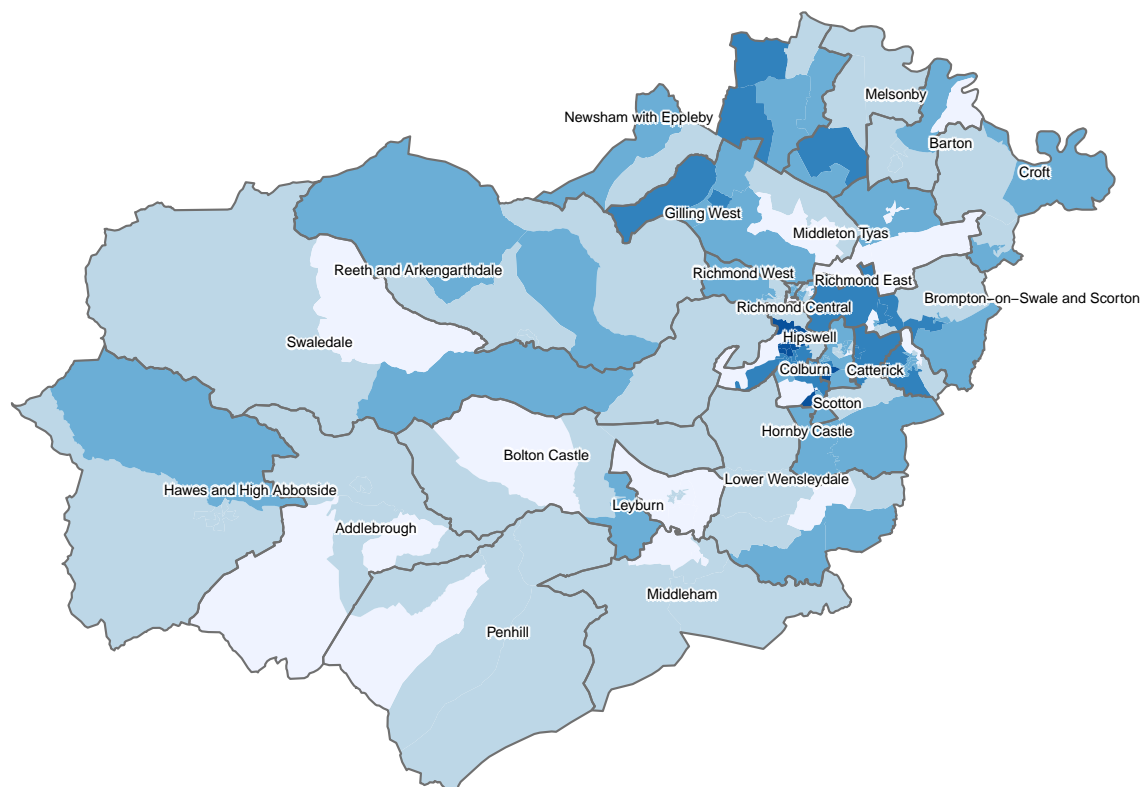 Melsonby
Newsham with Eppleby
Barton
Croft
Gilling West
Middleton Tyas
Reeth and Arkengarthdale
Richmond West
Richmond East
Brompton−on−Swale and Scorton
Richmond Central
Hipswell
Swaledale
Colburn
Catterick
Scotton
Hornby Castle
Bolton Castle
Lower Wensleydale
Hawes and High Abbotside
Leyburn
Addlebrough
Middleham
Penhill